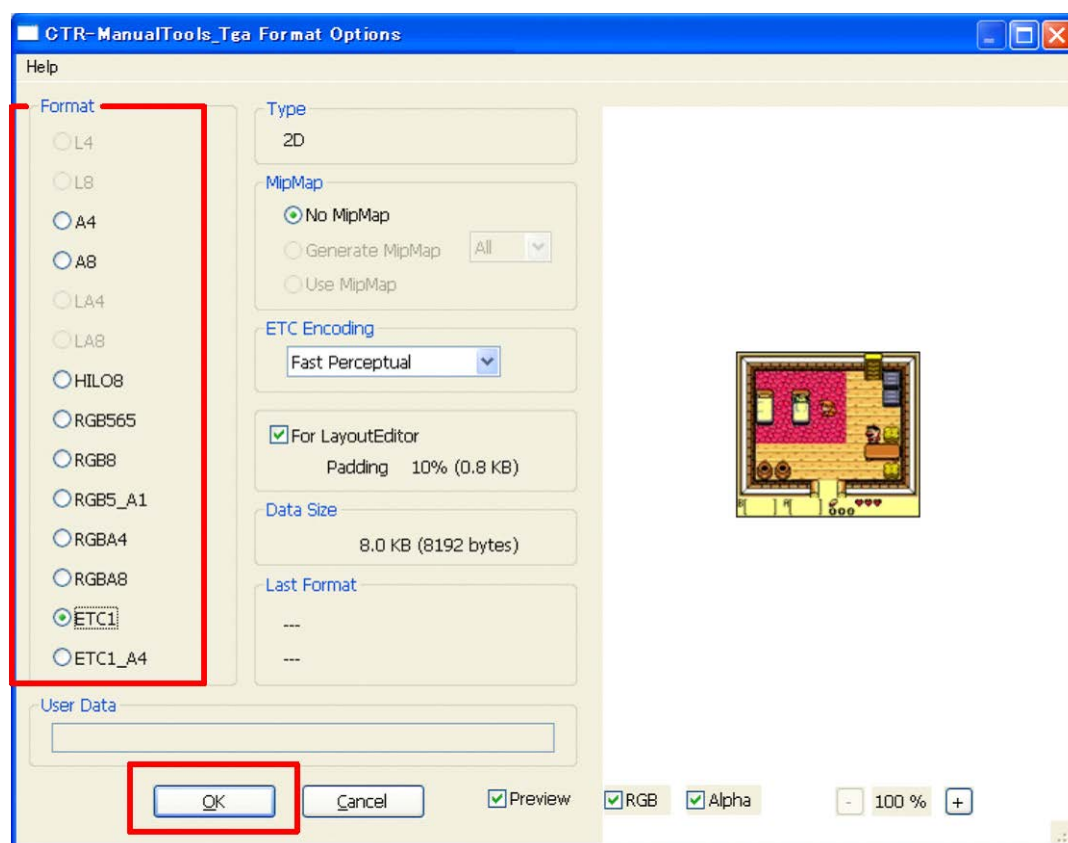 CTR-ManualTools_Tga Format Options
Help
Format
L4
L8
A4
A8
LA4
LA8
HILO8
RGB565
RGB8
RGB5_A1
RGBA4
RGBA8
ETC1
ETC1_A4
Type
2D
MipMap
No MipMap
Generate MipMap All
Use MipMap
ETC Encoding
Fast Perceptual
For LayoutEditor
Padding 10% (0.8 KB)
Data Size
8.0 KB (8192 bytes)
Last Format
---
---
User Data
OK Cancel Preview RGB Alpha - 100 % +